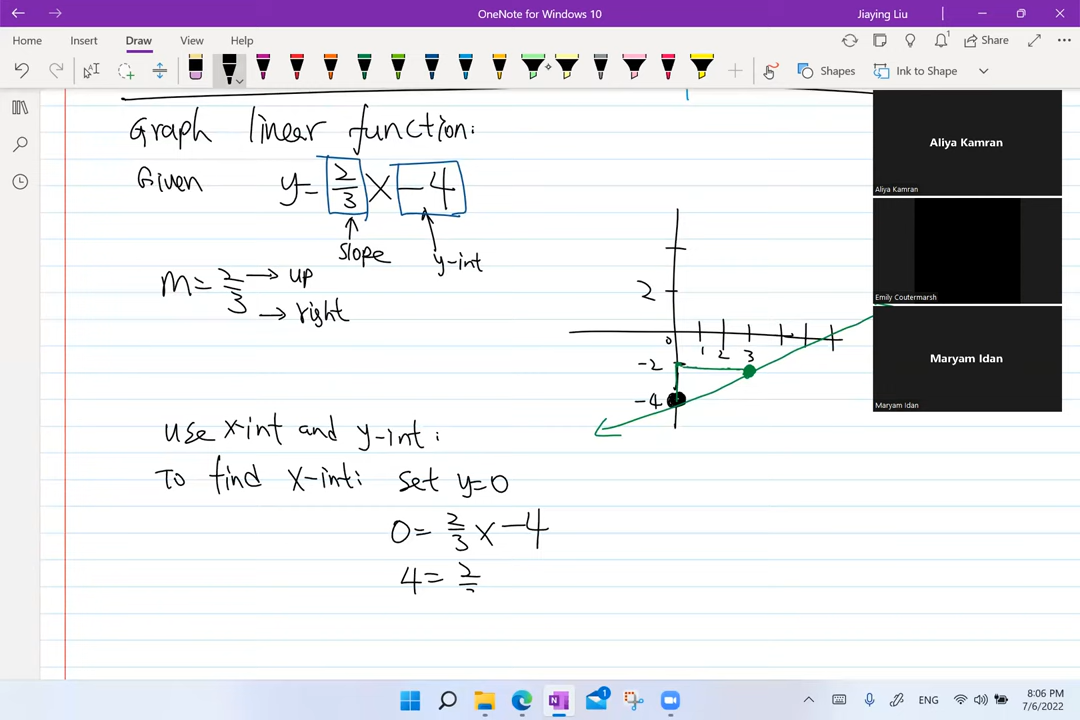 OneNote for Windows 10
Jiaying Liu
Home Insert Draw View Help
Share
Shapes
Ink to Shape
Graph linear function:
Given y = 2/3 x -4
slope
y-int
m = 2/3 → up
→ right
2
0 1 2 3
-2
-4
Use x-int and y-int:
To find x-int: set y=0
0 = 2/3 x -4
4 = 2
Aliya Kamran
Aliya Kamran
Emily Coutermarsh
Maryam Idan
Maryam Idan
1
ENG
8:06 PM
7/6/2022